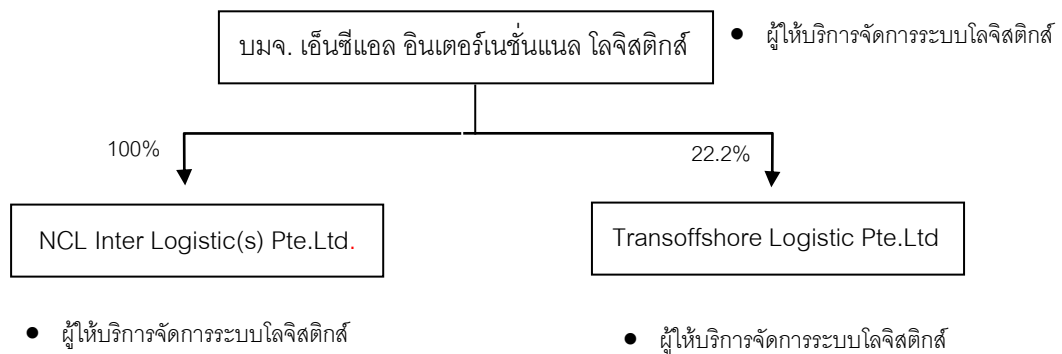 บมจ. เอ็นซีแอล อินเตอร์เนชั่นแนล โลจิสติกส์
● ผู้ให้บริการจัดการระบบโลจิสติกส์
100%
22.2%
NCL Inter Logistic(s) Pte.Ltd.
Transoffshore Logistic Pte.Ltd
● ผู้ให้บริการจัดการระบบโลจิสติกส์
● ผู้ให้บริการจัดการระบบโลจิสติกส์